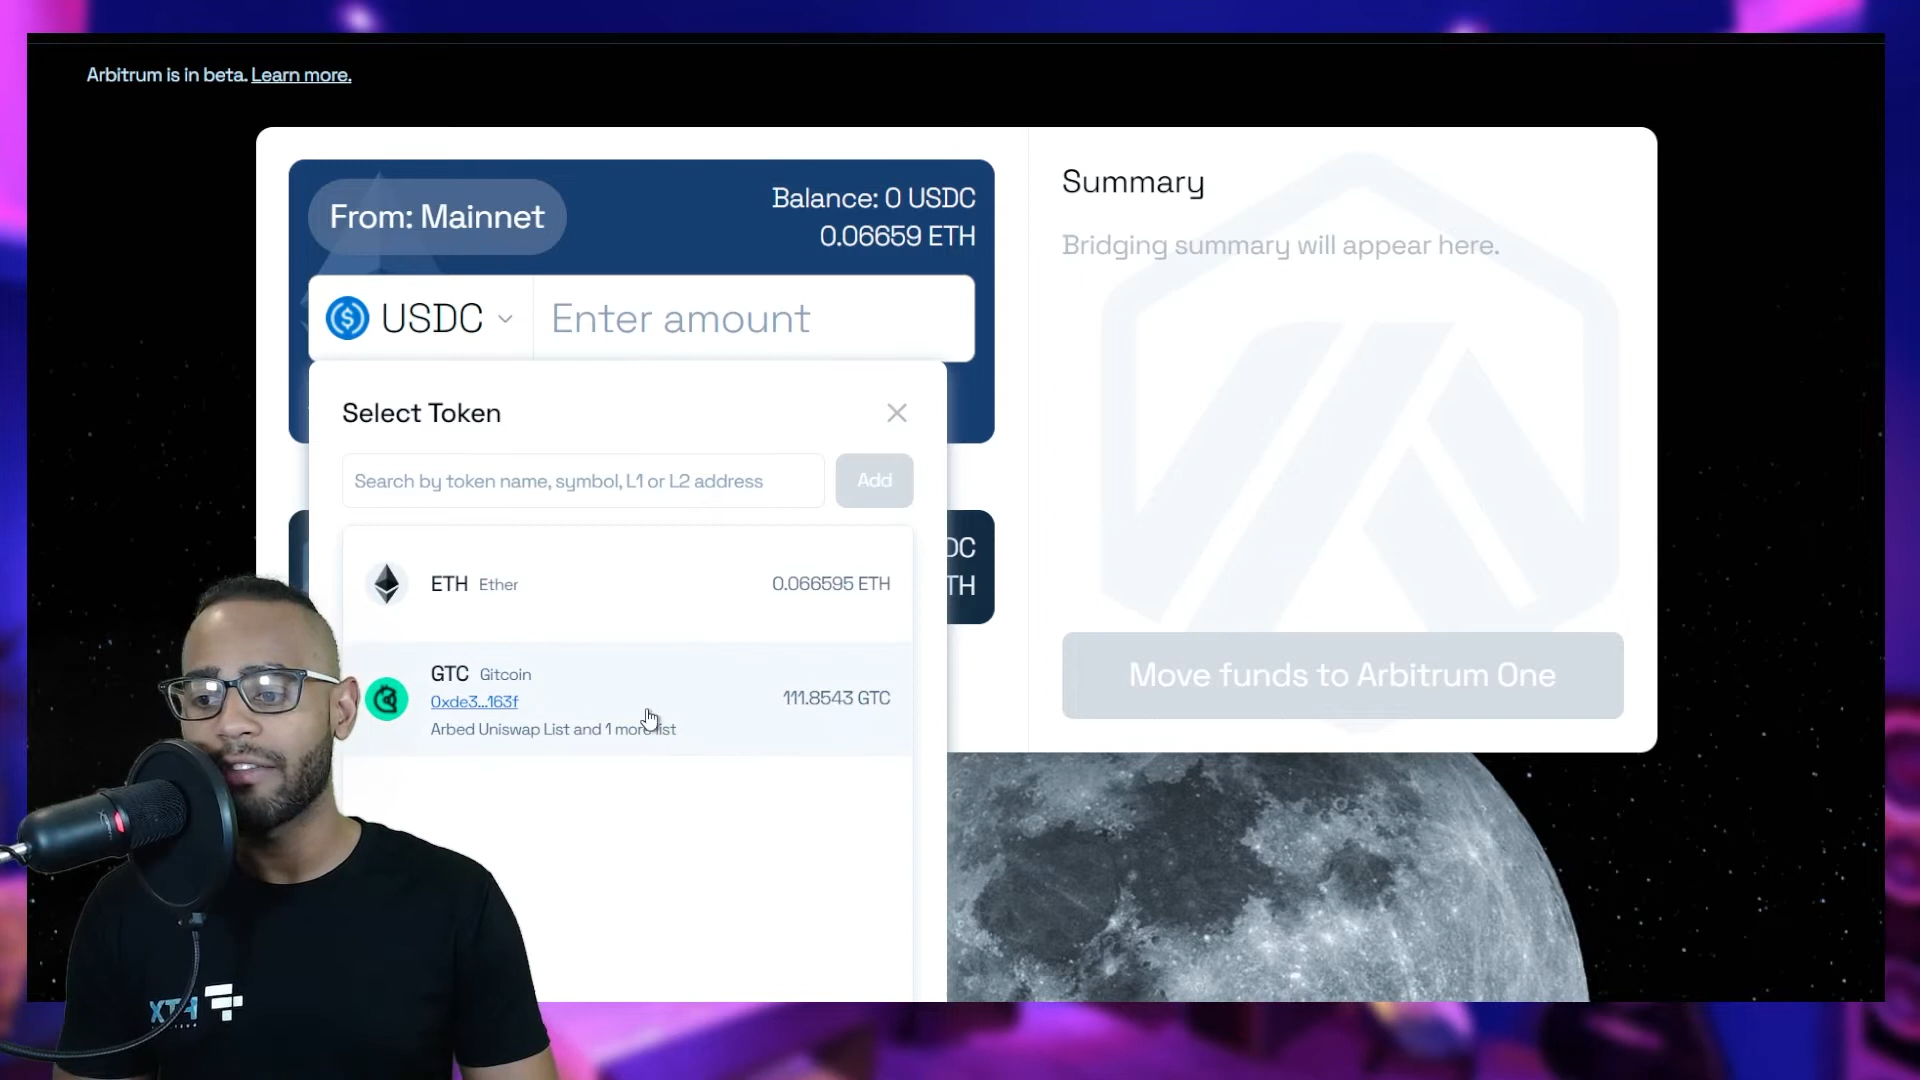 Arbitrum is in beta. Learn more.
From: Mainnet
Balance: 0 USDC
0.06659 ETH
USDC
Enter amount
Select Token
Search by token name, symbol, L1 or L2 address
Add
ETH Ether
0.066595 ETH
GTC Gitcoin
0xde3...163f
Arbed Uniswap List and 1 more list
111.8543 GTC
DC
TH
Summary
Bridging summary will appear here.
Move funds to Arbitrum One